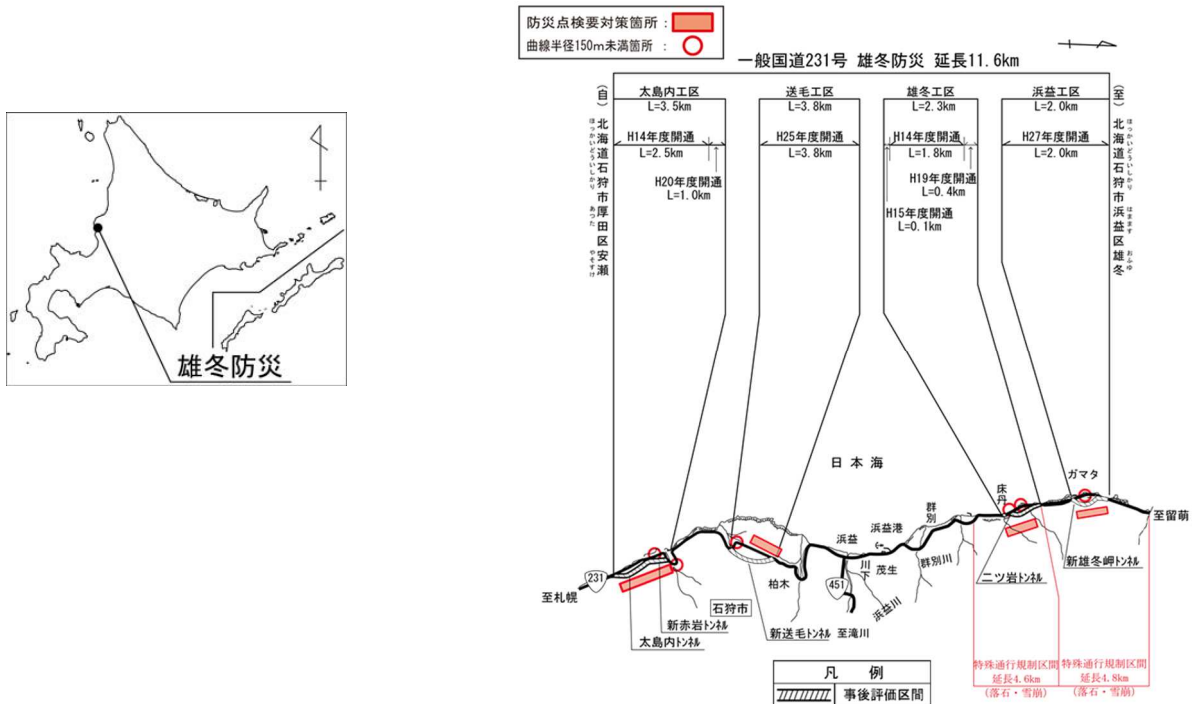 防災点検要対策箇所：
曲線半径150m未満箇所：
一般国道231号 雄冬防災 延長11.6km
(自)北海道石狩市厚田区安瀬
ほっかいどういしかり あつた やそすけ
太島内工区
L=3.5km
送毛工区
L=3.8km
雄冬工区
L=2.3km
浜益工区
L=2.0km
(至)北海道石狩市浜益区雄冬
ほっかいどういしかり はまます おふゆ
H14年度開通
L=2.5km
H20年度開通
L=1.0km
H25年度開通
L=3.8km
H14年度開通
L=1.8km
H19年度開通
L=0.4km
H15年度開通
L=0.1km
H27年度開通
L=2.0km
雄冬防災
日本海
ガマタ
床丹
群別
浜益港
浜益
至留萌
新雄冬岬トンネル
群別川
川下
茂生
二ツ岩トンネル
231
至札幌
柏木
451
浜益川
石狩市
新赤岩トンネル
新送毛トンネル
至滝川
太島内トンネル
特殊通行規制区間
延長4.6km
(落石・雪崩)
特殊通行規制区間
延長4.8km
(落石・雪崩)
凡 例
事後評価区間